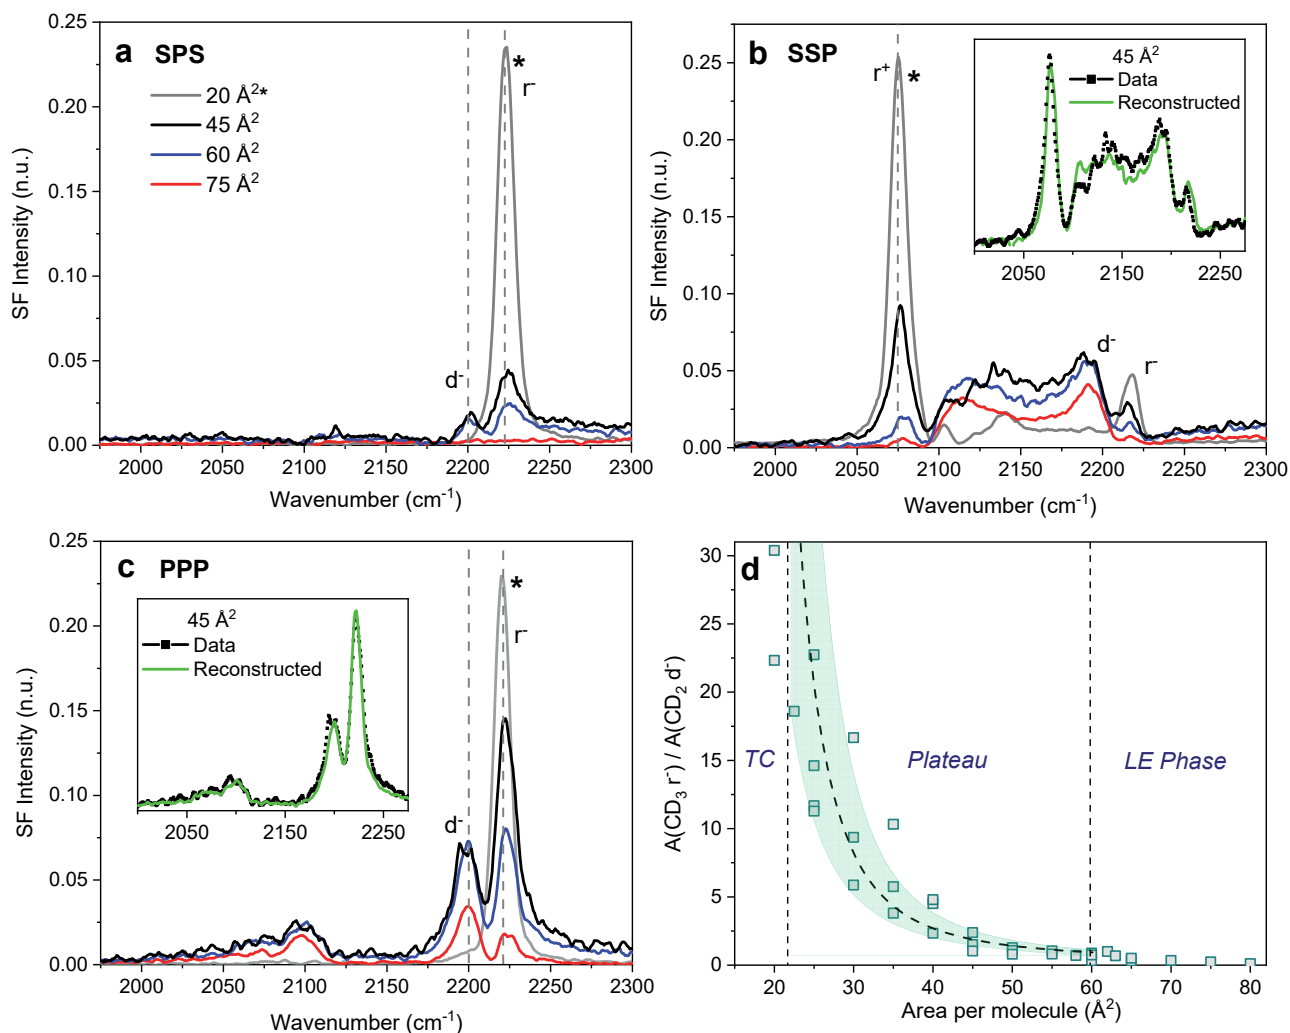 a SPS
20 Å²*
45 Å²
60 Å²
75 Å²
* r⁻
d⁻
0.25
0.20
0.15
0.10
0.05
0.00
SF Intensity (n.u.)
2000 2050 2100 2150 2200 2250 2300
Wavenumber (cm⁻¹)
b SSP
r⁺ *
d⁻
r⁻
45 Å²
Data
Reconstructed
2050 2150 2250
0.25
0.20
0.15
0.10
0.05
0.00
SF Intensity (n.u.)
2000 2050 2100 2150 2200 2250 2300
Wavenumber (cm⁻¹)
c PPP
* r⁻
d⁻
45 Å²
Data
Reconstructed
2050 2150 2250
0.25
0.20
0.15
0.10
0.05
0.00
SF Intensity (n.u.)
2000 2050 2100 2150 2200 2250 2300
Wavenumber (cm⁻¹)
d
TC Plateau LE Phase
30
25
20
15
10
5
0
A(CD₃ r⁻) / A(CD₂ d⁻)
20 30 40 50 60 70 80
Area per molecule (Å²)